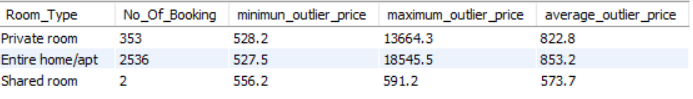 Room_Type No_Of_Booking minimun_outlier_price maximum_outlier_price average_outlier_price
Private room 353 528.2 13664.3 822.8
Entire home/apt 2536 527.5 18545.5 853.2
Shared room 2 556.2 591.2 573.7